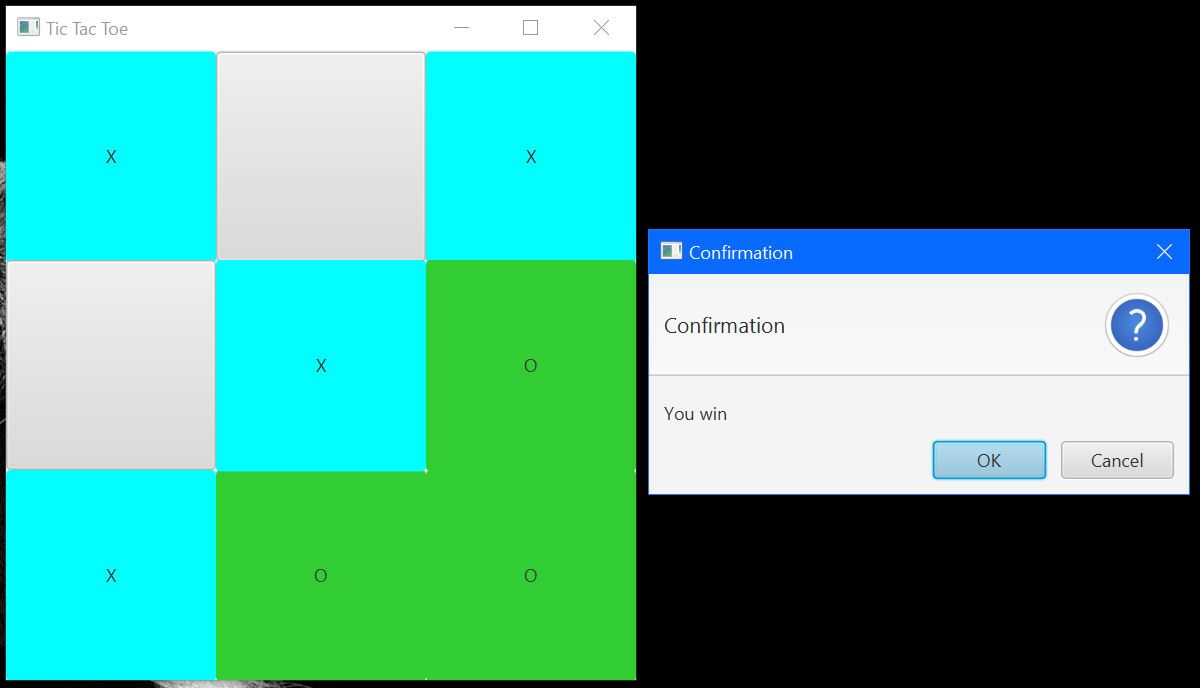 Tic Tac Toe
X X
X O
X O O
Confirmation
Confirmation
?
You win
OK Cancel